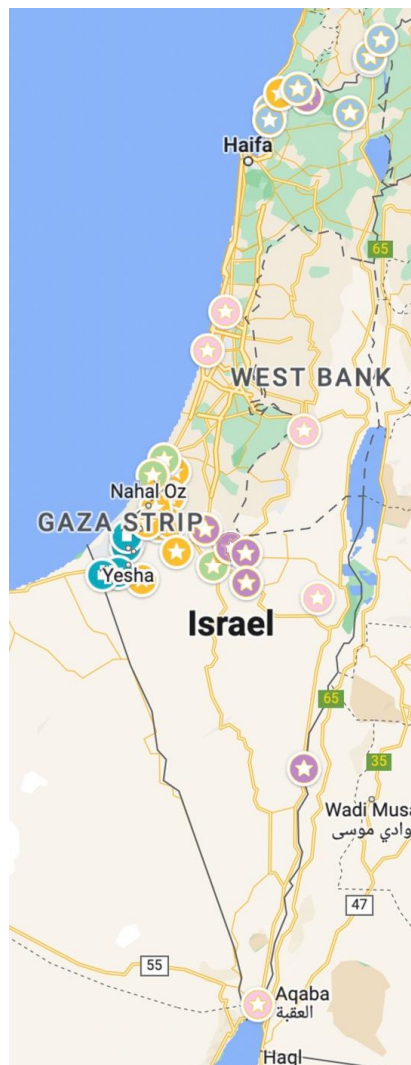 Haifa
65
WEST BANK
Nahal Oz
GAZA STRIP
Yesha
Israel
65
35
Wadi Musa
وادي موسى
47
55
Aqaba
العقبة
Haql